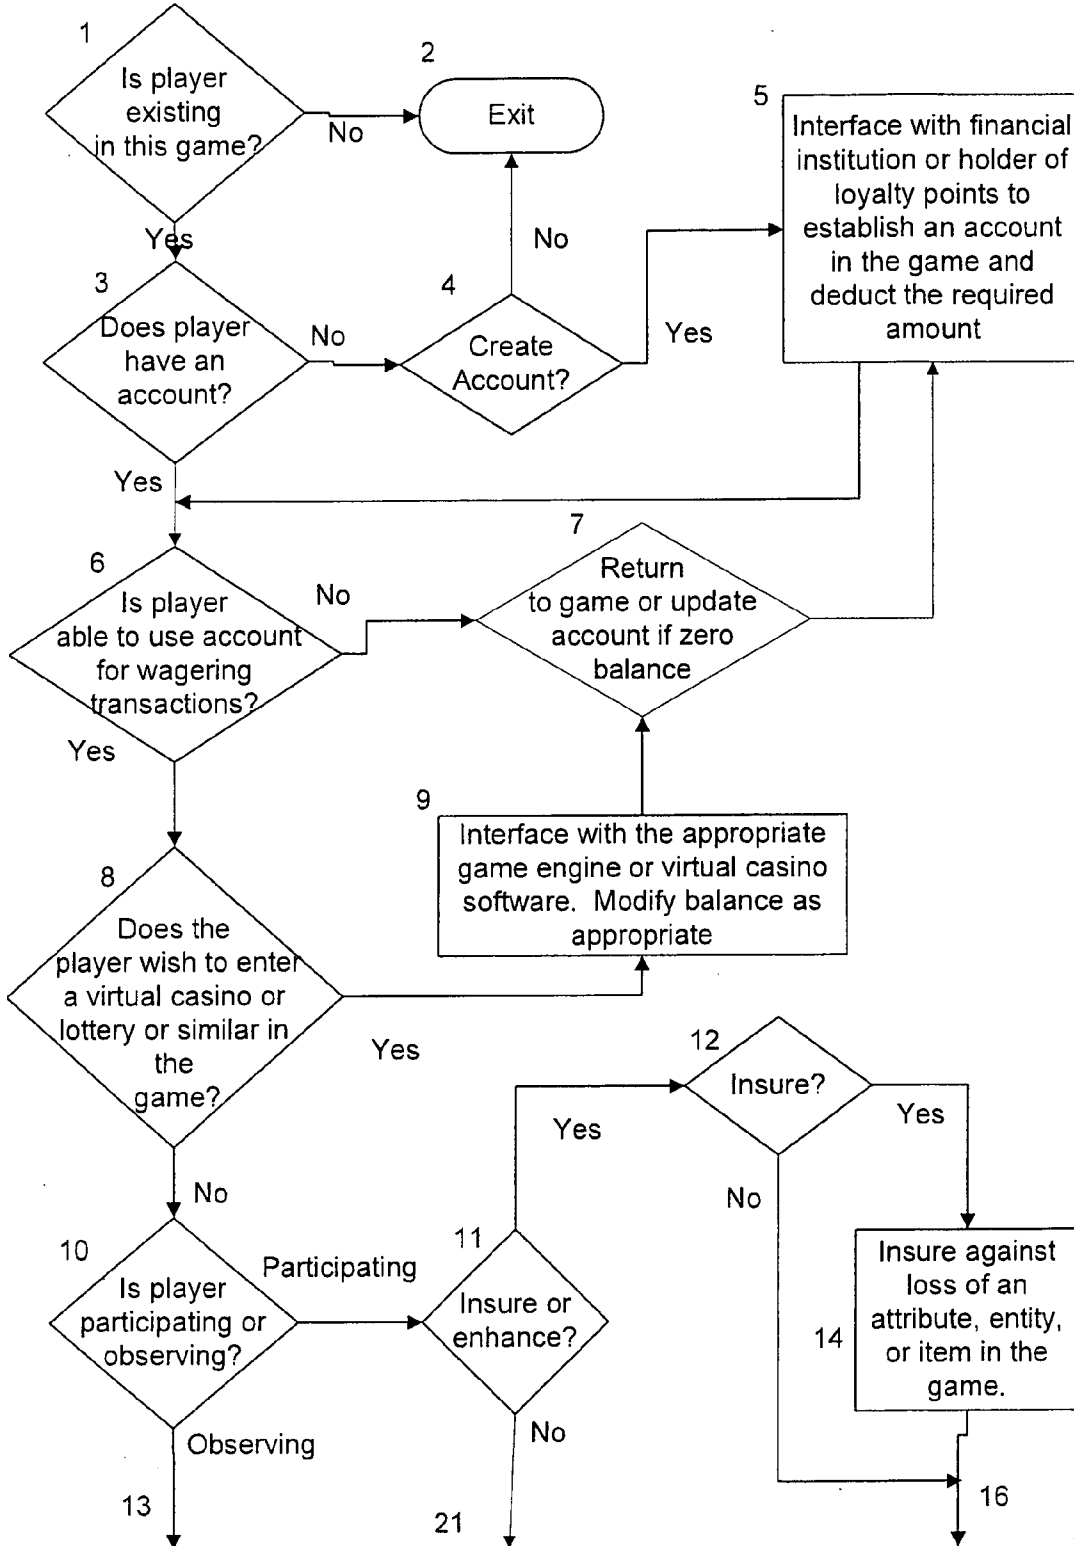 1
Is player
existing
in this game?
No
2
Exit
Yes
3
Does player
have an
account?
No
4
Create
Account?
No
Yes
5
Interface with financial
institution or holder of
loyalty points to
establish an account
in the game and
deduct the required
amount
Yes
6
Is player
able to use account
for wagering
transactions?
No
7
Return
to game or update
account if zero
balance
Yes
8
Does the
player wish to enter
a virtual casino or
lottery or similar in
the
game?
Yes
9
Interface with the appropriate
game engine or virtual casino
software. Modify balance as
appropriate
No
10
Is player
participating or
observing?
Participating
11
Insure or
enhance?
Yes
12
Insure?
Yes
No
14
Insure against
loss of an
attribute, entity,
or item in the
game.
Observing
13
No
21
16